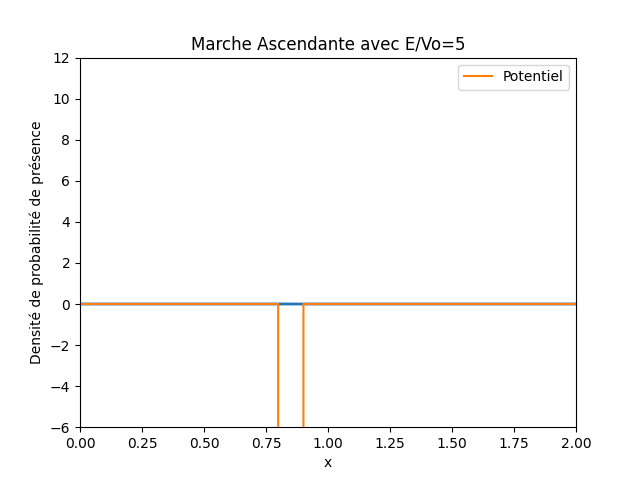 Marche Ascendante avec E/Vo=5
Potentiel
Densité de probabilité de présence
12
10
8
6
4
2
0
−2
−4
−6
0.00 0.25 0.50 0.75 1.00 1.25 1.50 1.75 2.00
x